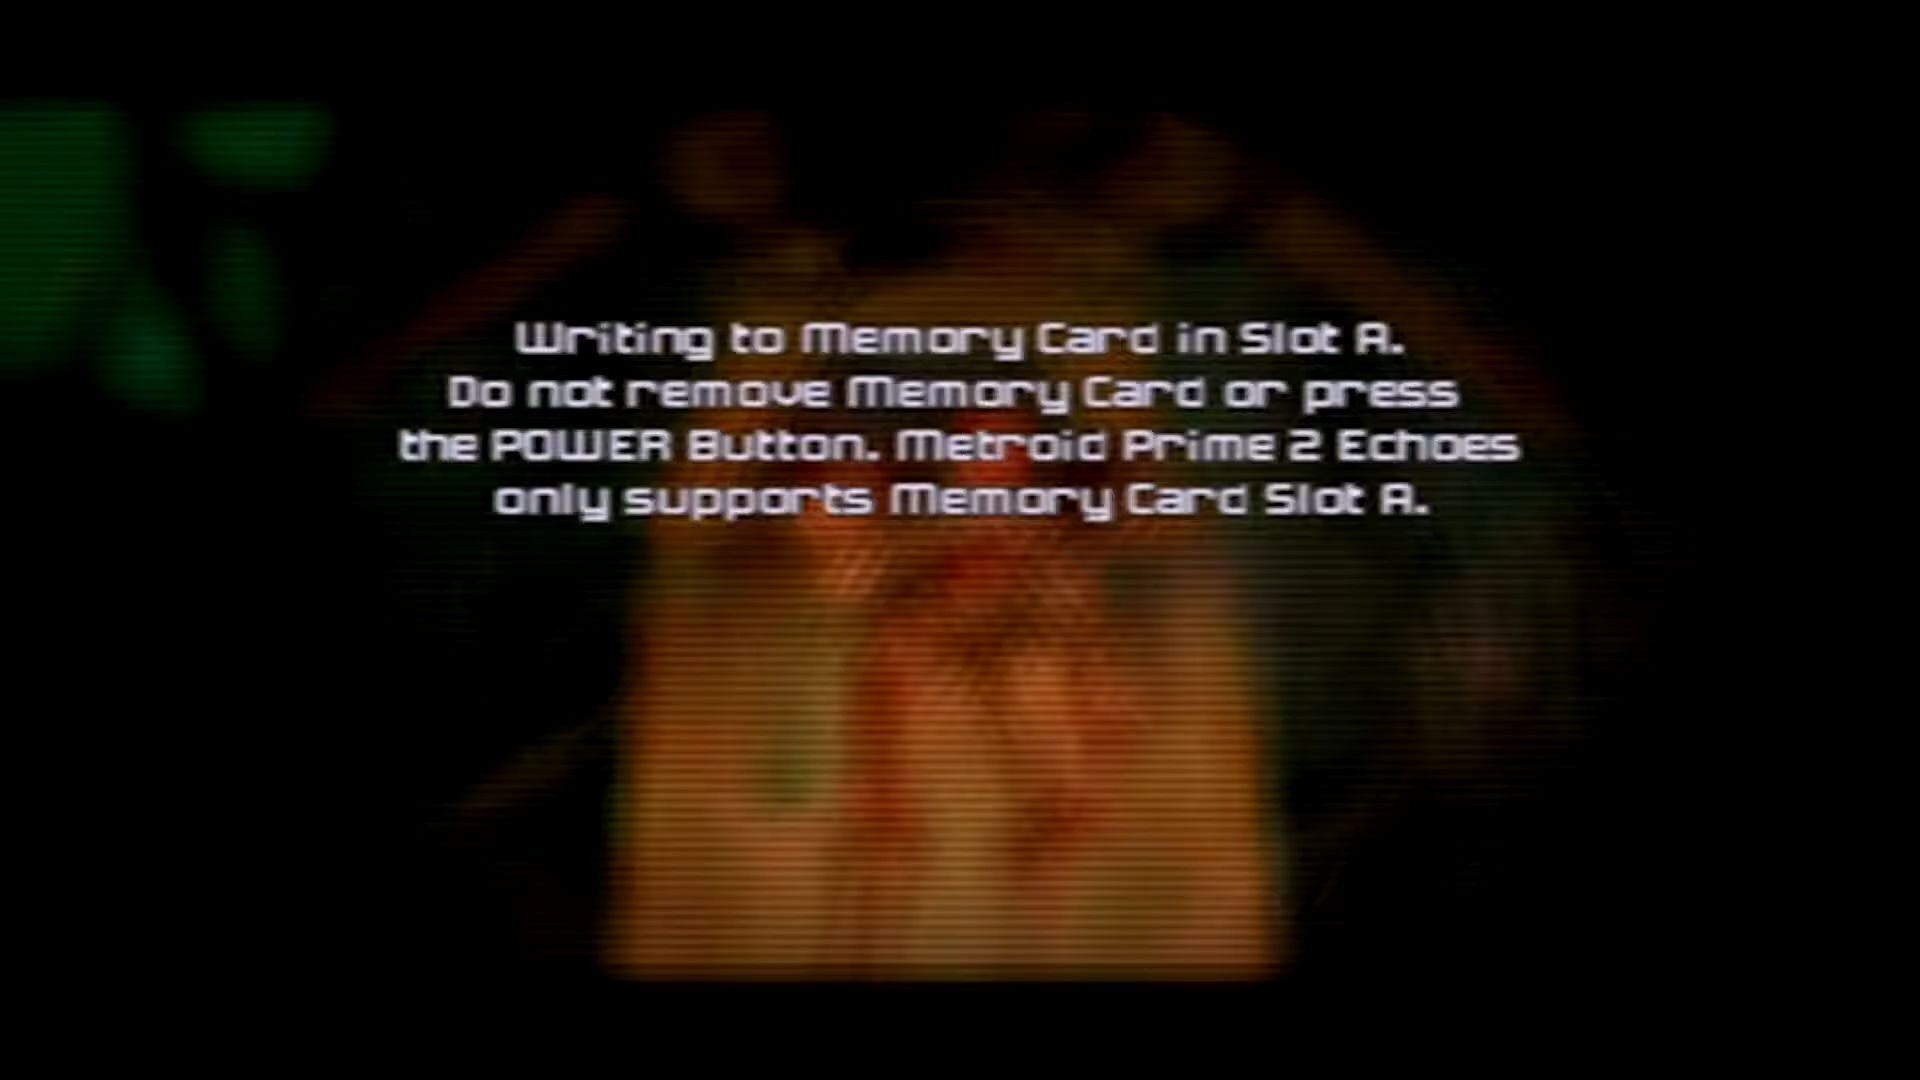 Writing to Memory Card in Slot A.
Do not remove Memory Card or press
the POWER Button. Metroid Prime 2 Echoes
only supports Memory Card Slot A.